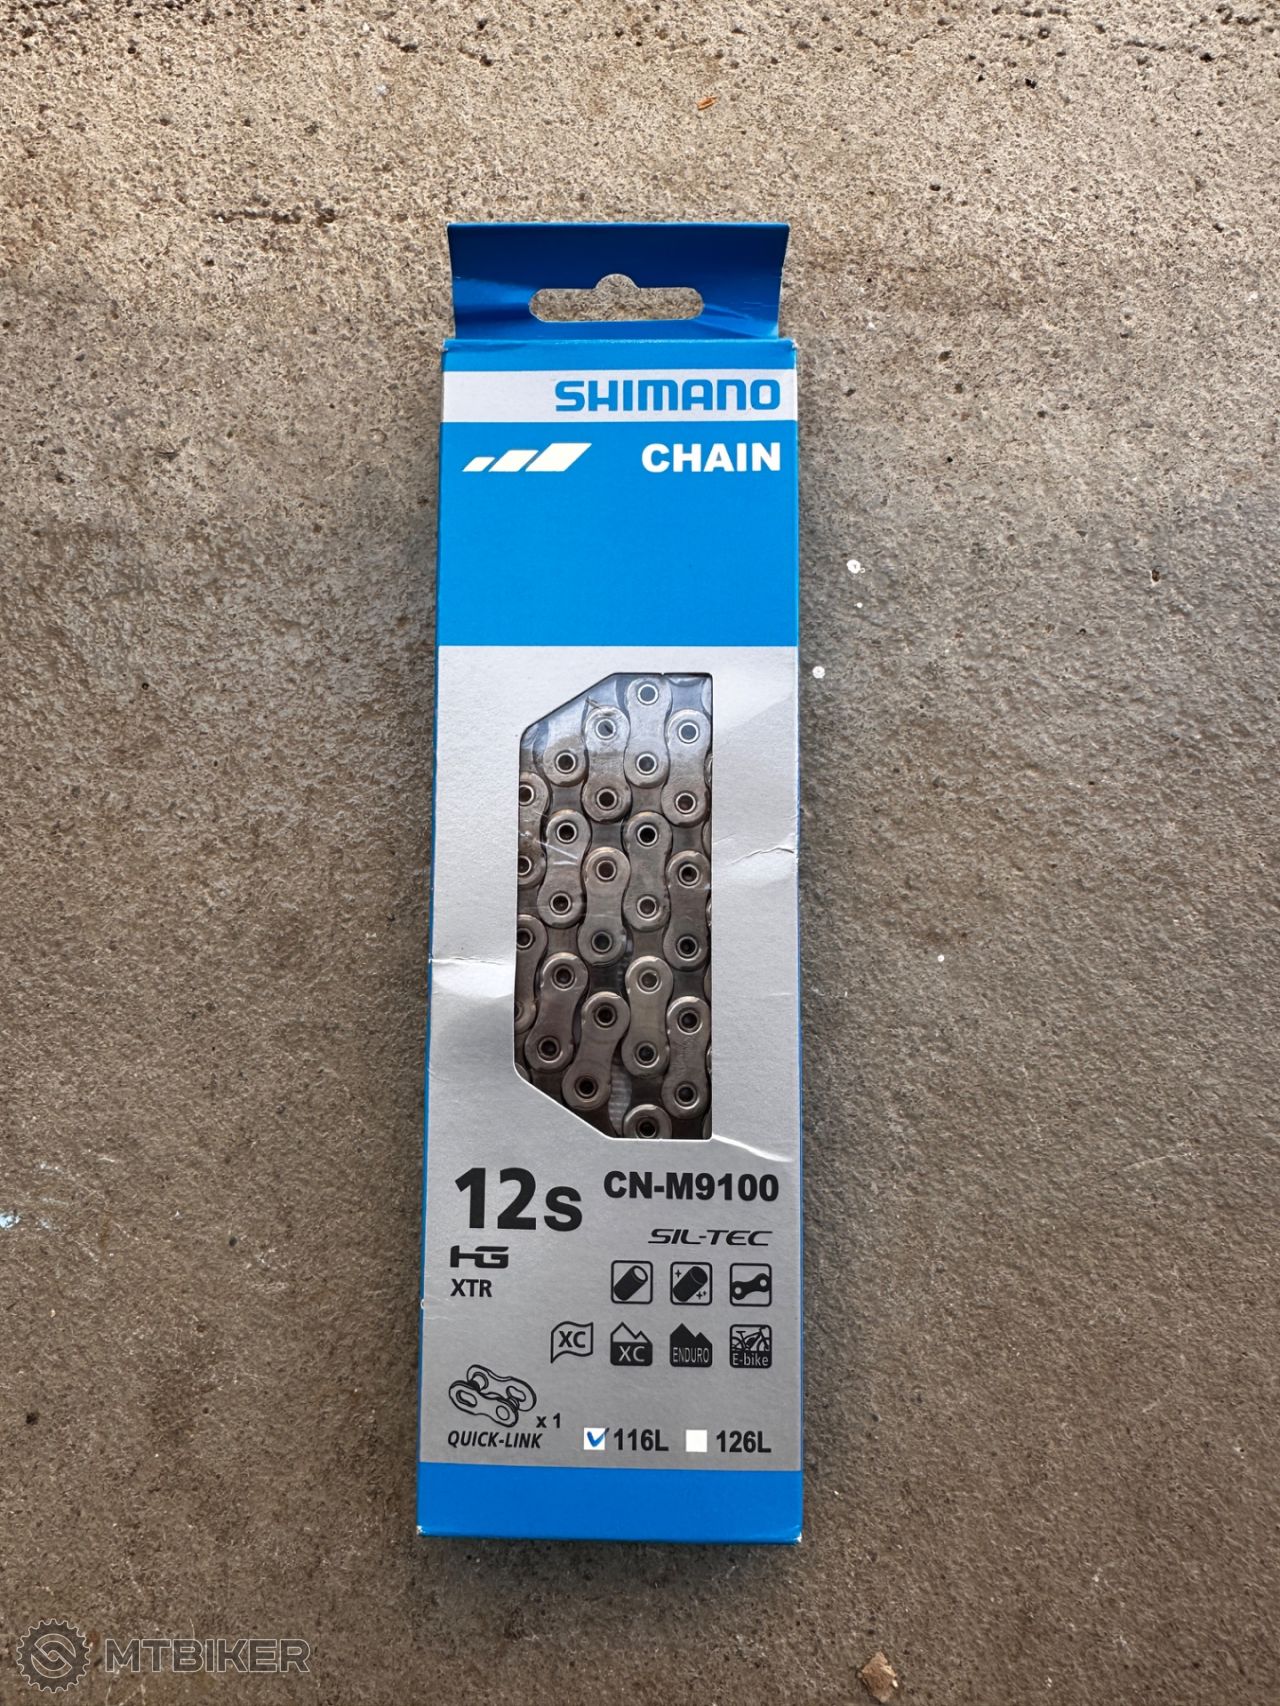 SHIMANO
CHAIN
12s CN-M9100
SIL-TEC
HG
XTR
XC XC ENDURO E-bike
x 1
QUICK-LINK 116L 126L
MTBIKER